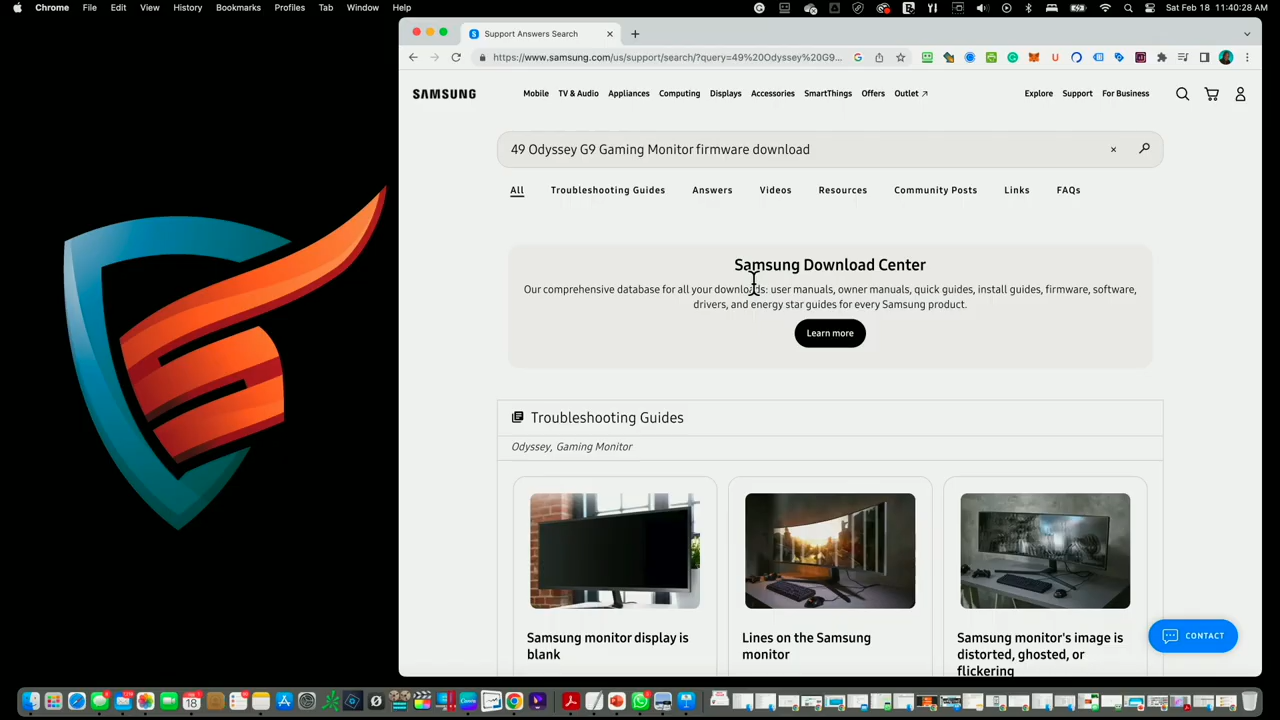 Chrome File Edit View History Bookmarks Profiles Tab Window Help
Sat Feb 18 11:40:28 AM
Support Answers Search
https://www.samsung.com/us/support/search/?query=49%20Odyssey%20G9...
SAMSUNG Mobile TV & Audio Appliances Computing Displays Accessories SmartThings Offers Outlet ↗ Explore Support For Business
49 Odyssey G9 Gaming Monitor firmware download
All Troubleshooting Guides Answers Videos Resources Community Posts Links FAQs
Samsung Download Center
Our comprehensive database for all your downloads: user manuals, owner manuals, quick guides, install guides, firmware, software,
drivers, and energy star guides for every Samsung product.
Learn more
Troubleshooting Guides
Odyssey, Gaming Monitor
Samsung monitor display is
blank
Lines on the Samsung
monitor
Samsung monitor's image is
distorted, ghosted, or
flickering
CONTACT